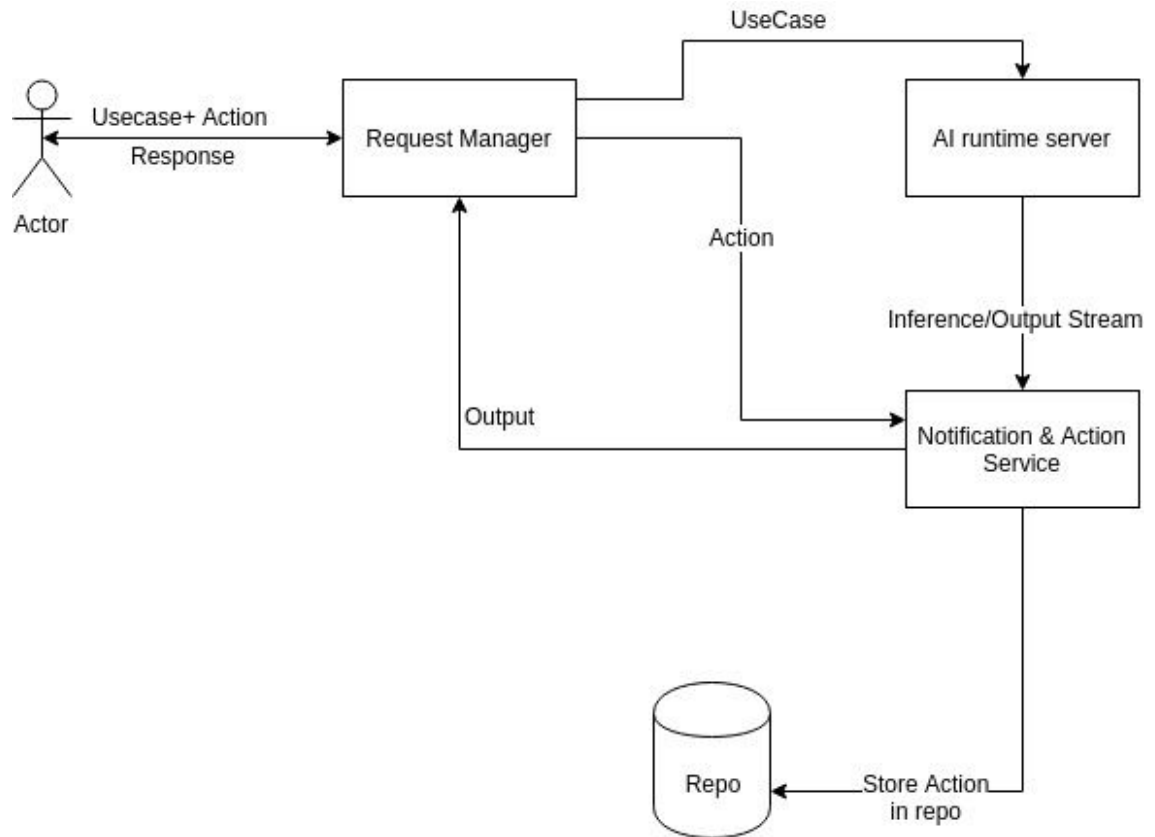 UseCase
Usecase+ Action
Response
Actor
Request Manager
AI runtime server
Action
Inference/Output Stream
Output
Notification & Action
Service
Repo
Store Action
in repo